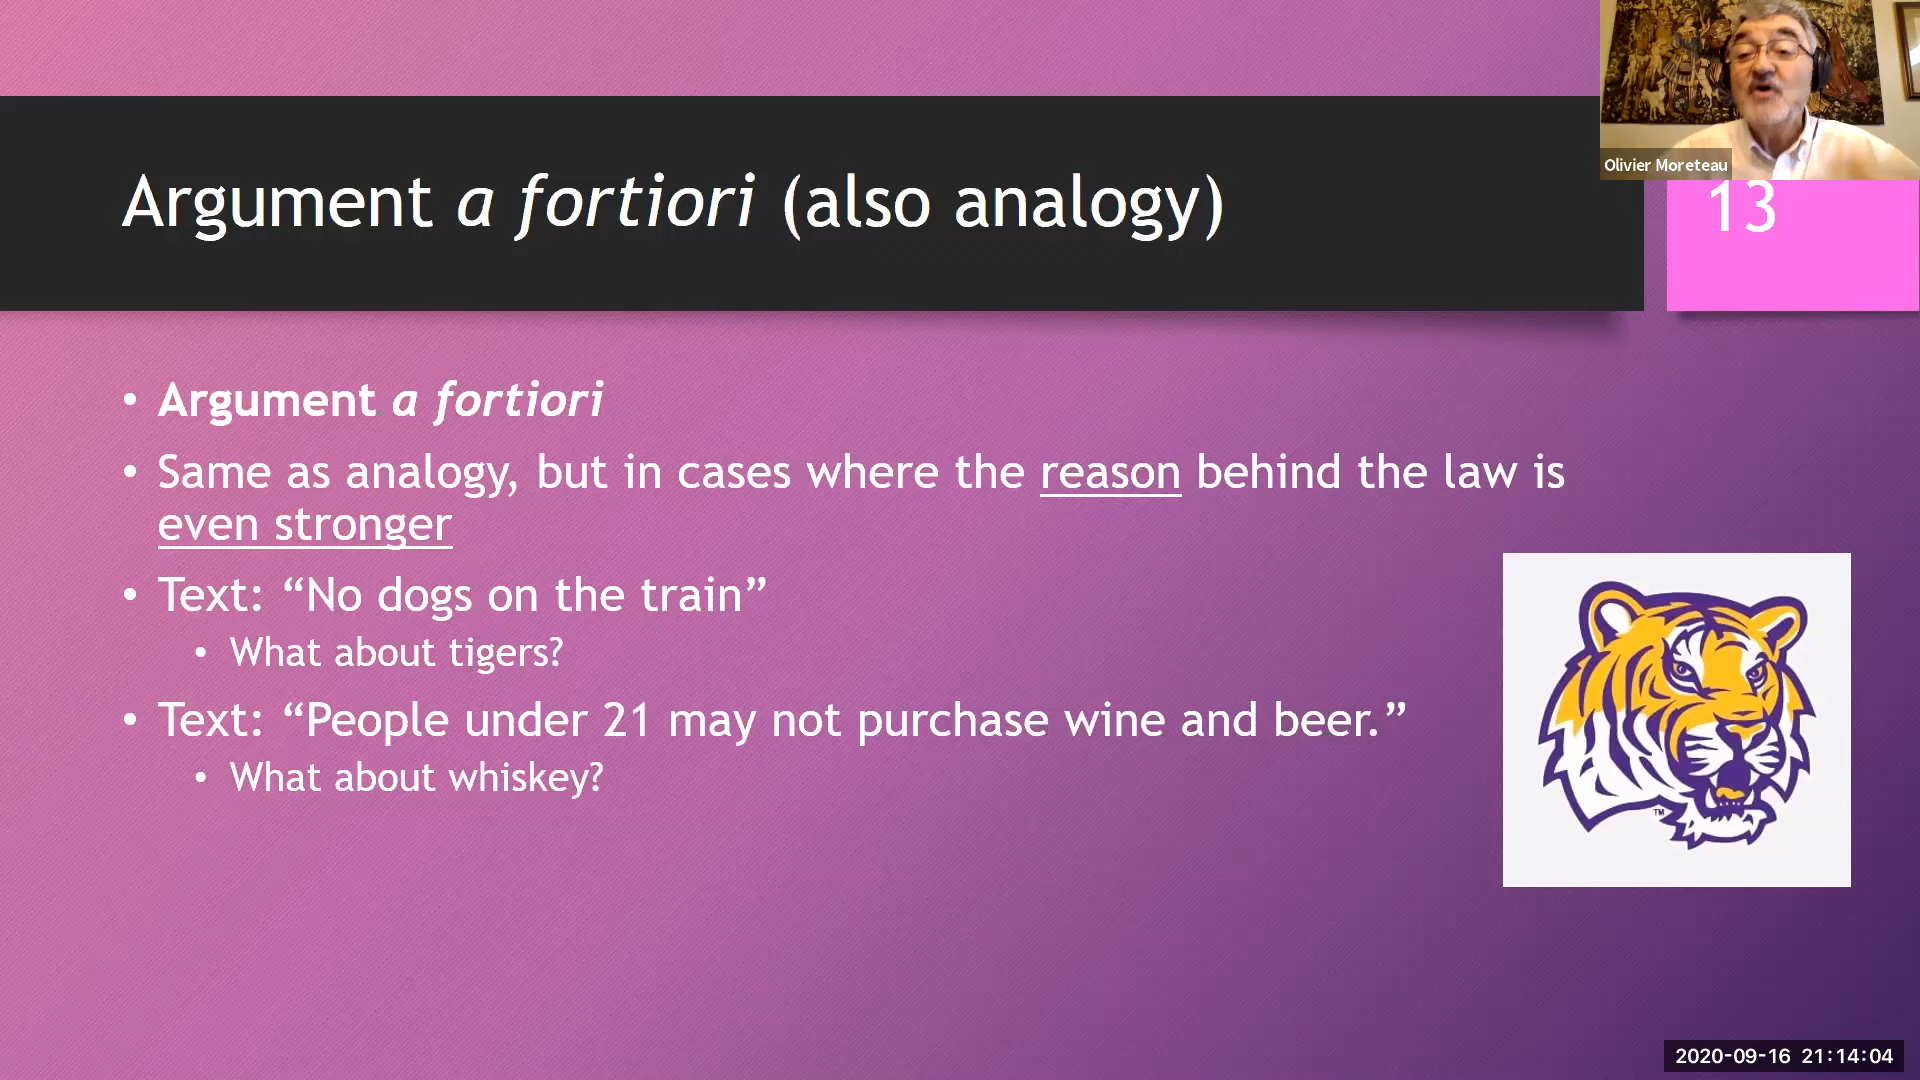 Olivier Moreteau
Argument a fortiori (also analogy)
13
• Argument a fortiori
• Same as analogy, but in cases where the reason behind the law is
even stronger
• Text: “No dogs on the train”
• What about tigers?
• Text: “People under 21 may not purchase wine and beer.”
• What about whiskey?
TM
2020-09-16 21:14:04